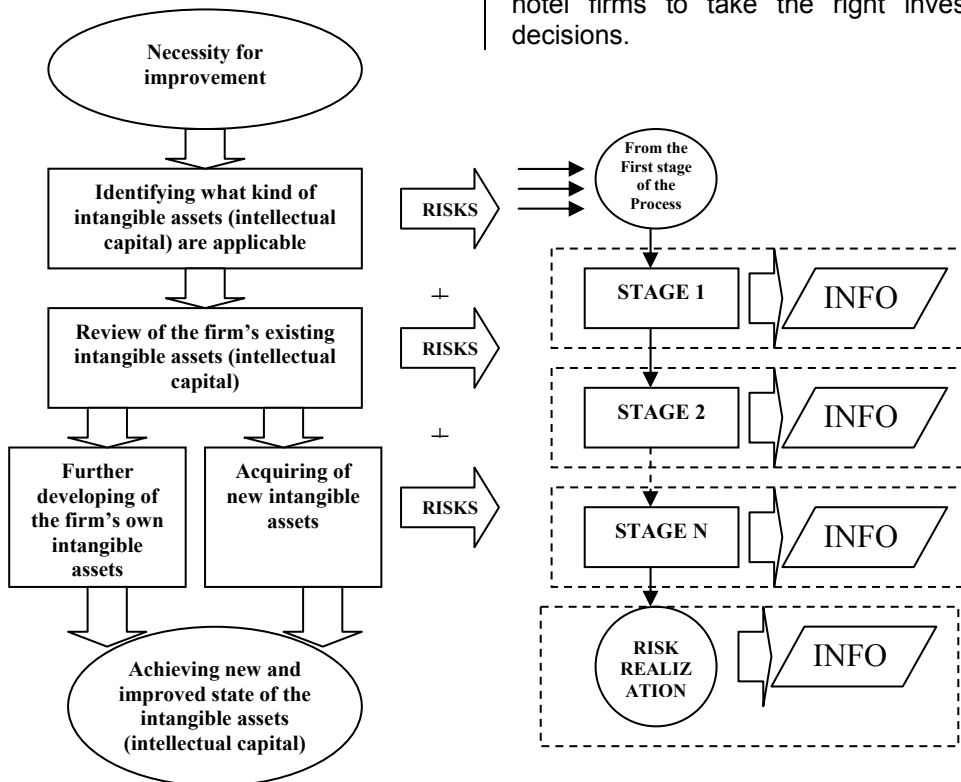 hotel firms to take the right inves
decisions.
Necessity for
improvement
Identifying what kind of
intangible assets (intellectual
capital) are applicable
Review of the firm's existing
intangible assets (intellectual
capital)
Further
developing of
the firm's own
intangible
assets
Acquiring of
new intangible
assets
Achieving new and
improved state of the
intangible assets
(intellectual capital)
RISKS
+
RISKS
+
RISKS
From the
First stage
of the
Process
STAGE 1
INFO
STAGE 2
INFO
STAGE N
INFO
RISK
REALIZ
ATION
INFO